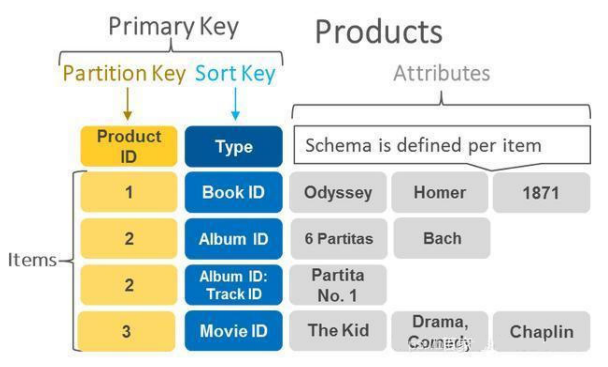 Primary Key
Products
Partition Key
Sort Key
Attributes
Product
ID
Type
Schema is defined per item
Items
1
Book ID
Odyssey
Homer
1871
2
Album ID
6 Partitas
Bach
2
Album ID:
Track ID
Partita
No. 1
3
Movie ID
The Kid
Drama,
Comedy
Chaplin